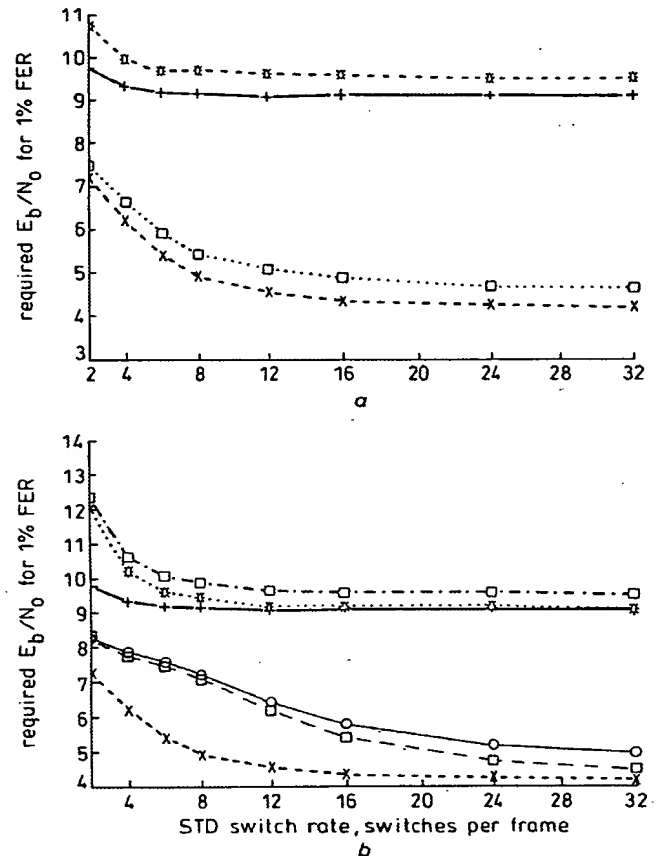 required E_b/N_0 for 1% FER
11
10
9
8
7
6
5
4
3
2 4 8 12 16 20 24 28 32
a
required E_b/N_0 for 1% FER
14
13
12
11
10
9
8
7
6
5
4
4 8 12 16 20 24 28 32
STD switch rate, switches per frame
b